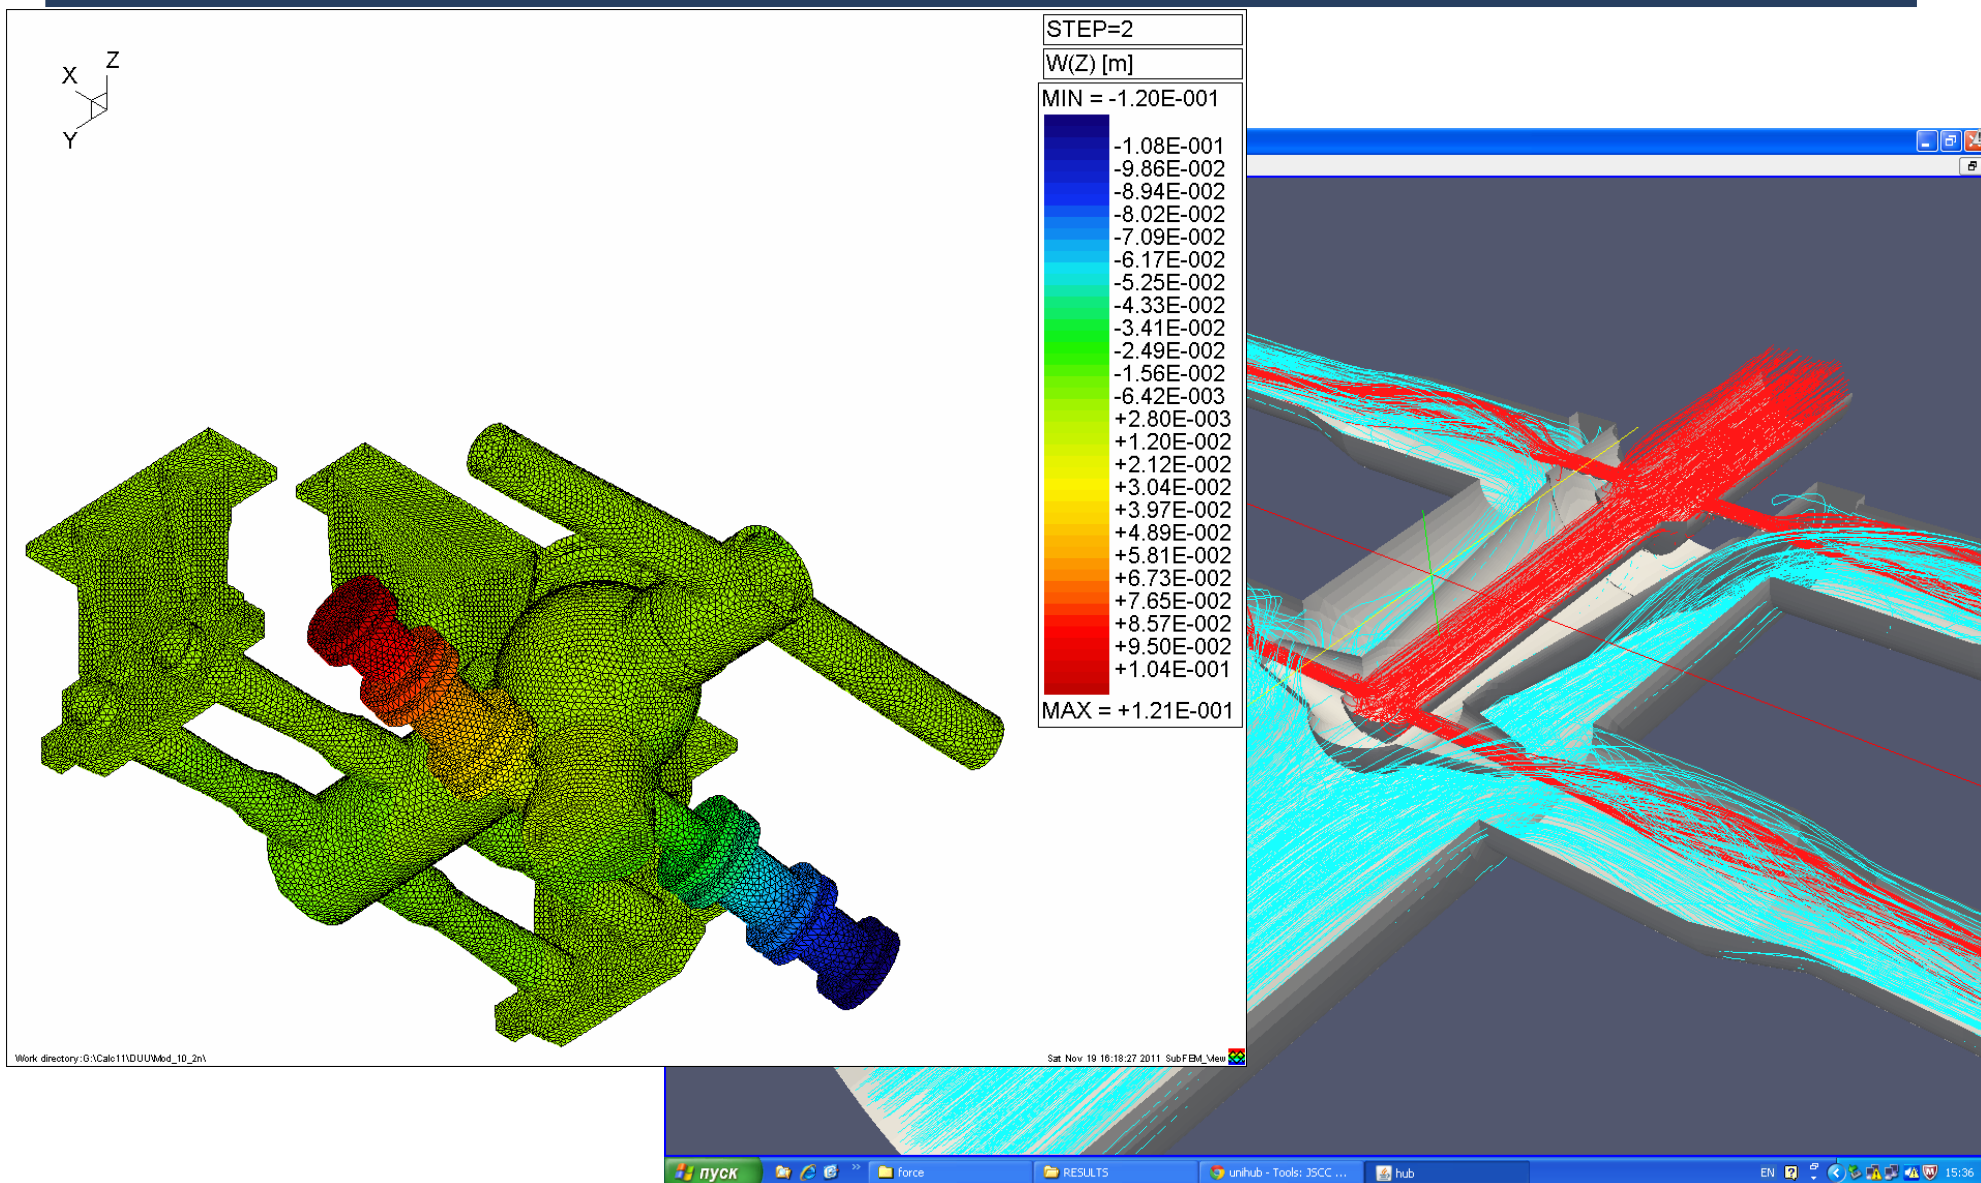 STEP=2
W(Z) [m]
MIN = -1.20E-001
-1.08E-001
-9.86E-002
-8.94E-002
-8.02E-002
-7.09E-002
-6.17E-002
-5.25E-002
-4.33E-002
-3.41E-002
-2.49E-002
-1.56E-002
-6.42E-003
+2.80E-003
+1.20E-002
+2.12E-002
+3.04E-002
+3.97E-002
+4.89E-002
+5.81E-002
+6.73E-002
+7.65E-002
+8.57E-002
+9.50E-002
+1.04E-001
MAX = +1.21E-001
Z
X
Y
Work directory:G:\Calc11\DUU\Mod_10_2n\
Sat Nov 19 16:18:27 2011 SubFEM_View
пуск
force
RESULTS
unihub - Tools: JSCC ...
hub
EN
15:36